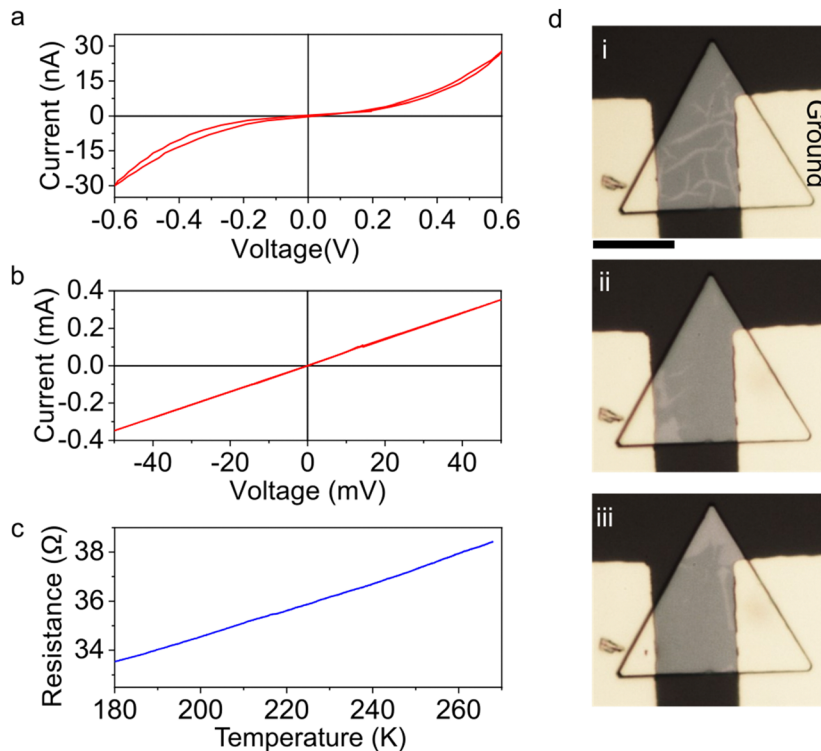 a
Current (nA)
30
15
0
-15
-30
-0.6 -0.4 -0.2 0.0 0.2 0.4 0.6
Voltage(V)
b
Current (mA)
0.4
0.2
0.0
-0.2
-0.4
-40 -20 0 20 40
Voltage (mV)
c
Resistance (Ω)
38
36
34
180 200 220 240 260
Temperature (K)
d
i
Ground
ii
iii